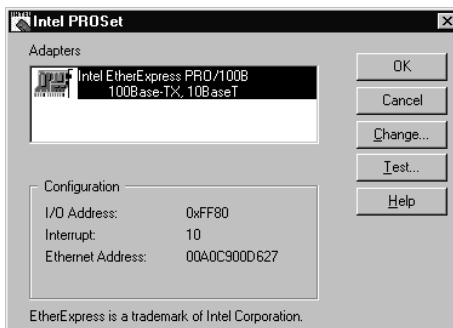 Intel PROSet
Adapters
Intel EtherExpress PRO/100B
100Base-TX, 10BaseT
OK
Cancel
Change...
Test...
Help
Configuration
I/O Address: 0xFF80
Interrupt: 10
Ethernet Address: 00A0C900D627
EtherExpress is a trademark of Intel Corporation.